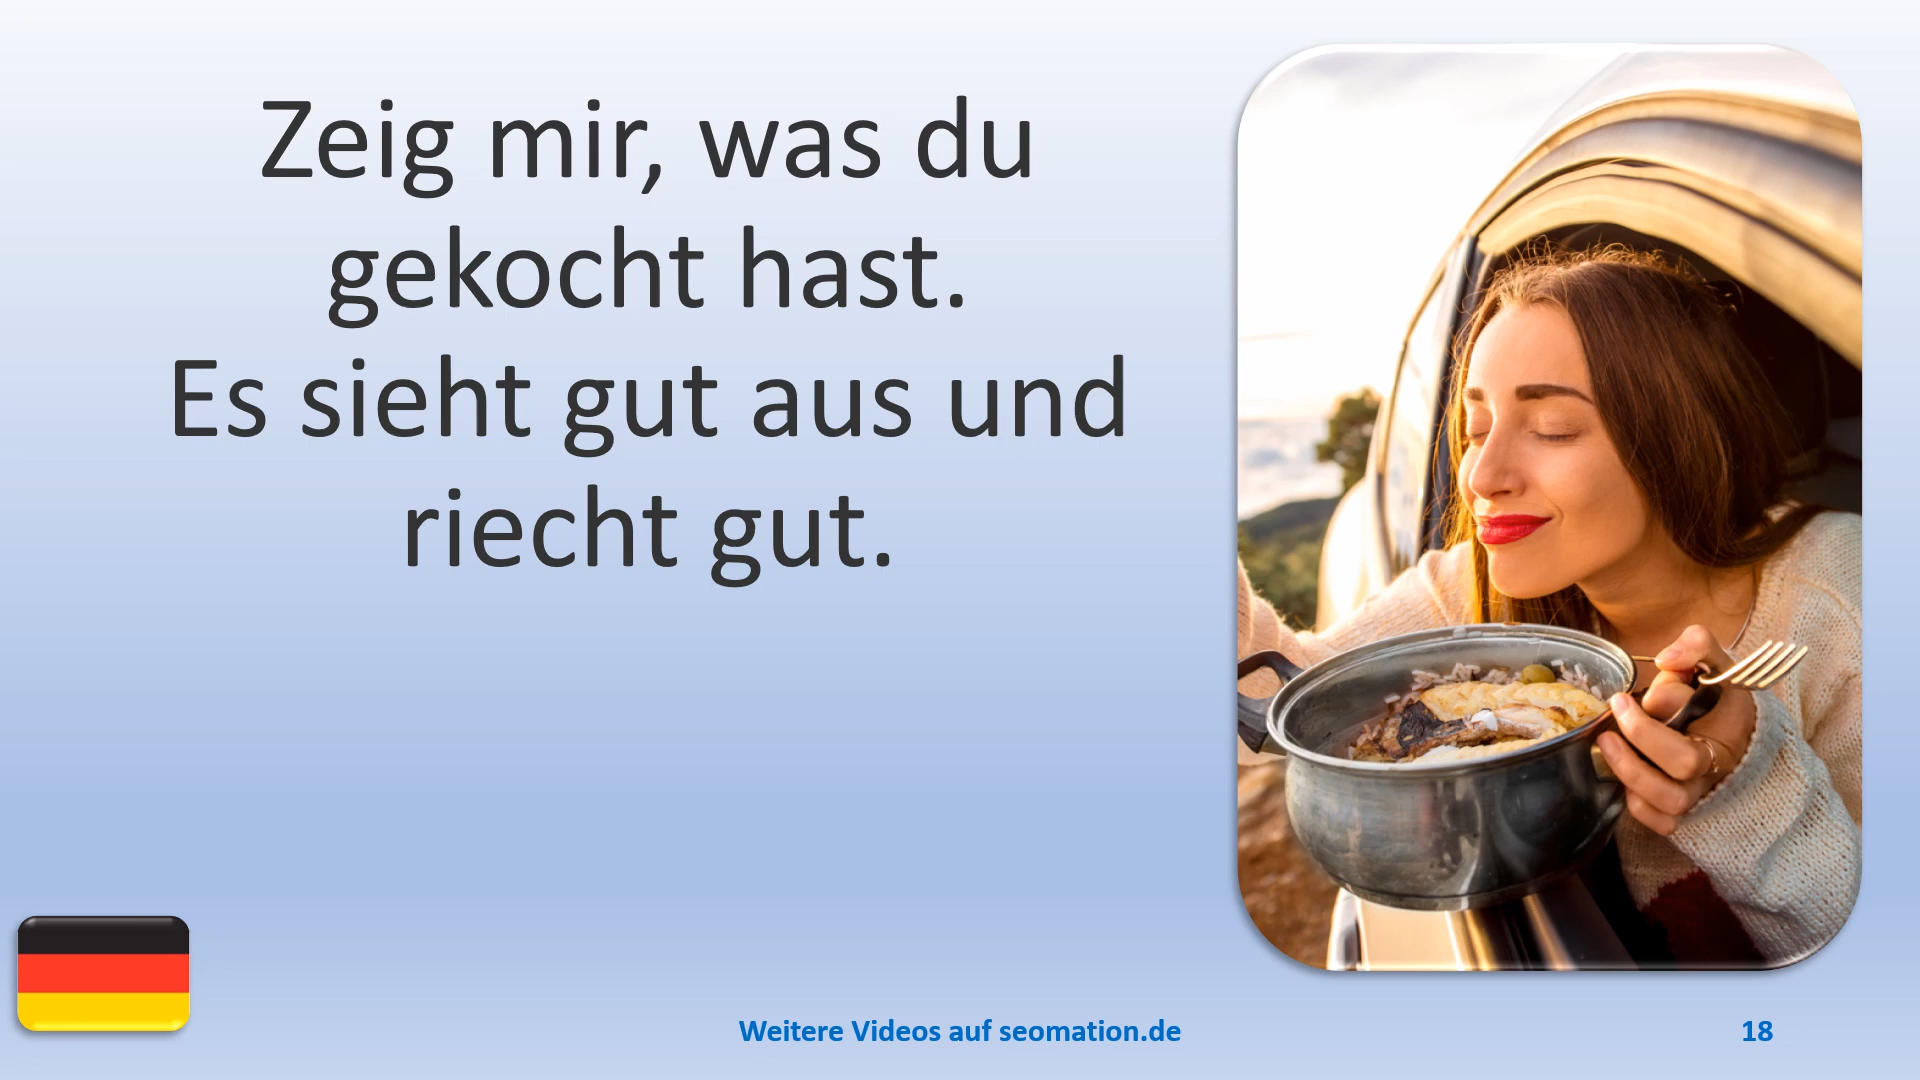 Zeig mir, was du
gekocht hast.
Es sieht gut aus und
riecht gut.
Weitere Videos auf seomation.de
18